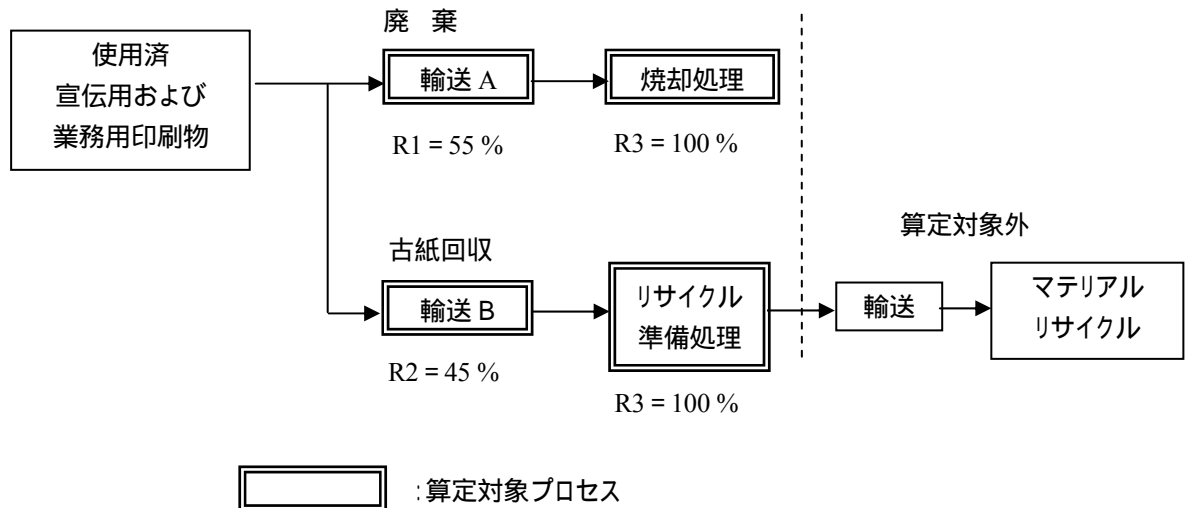 廃 棄
使用済
宣伝用および
業務用印刷物
輸送 A
焼却処理
R1 = 55 %
R3 = 100 %
算定対象外
古紙回収
輸送 B
リサイクル
準備処理
輸送
マテリアル
リサイクル
R2 = 45 %
R3 = 100 %
:算定対象プロセス